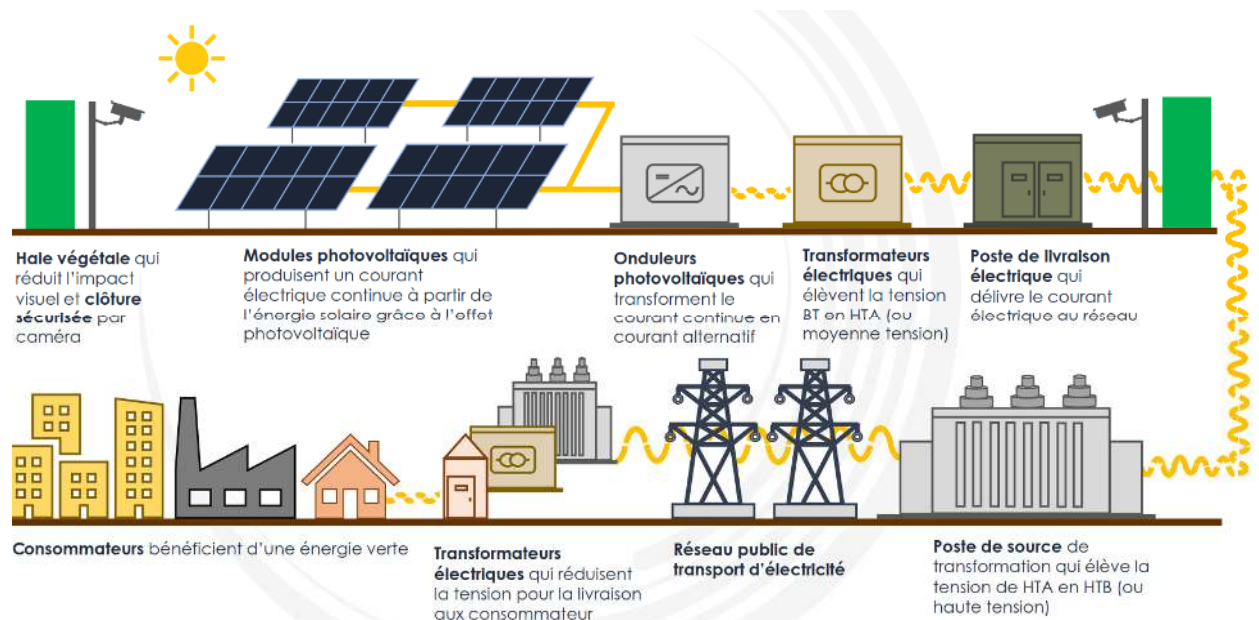 Haie végétale qui
réduit l'impact
visuel et clôture
sécurisée par
caméra
Modules photovoltaïques qui
produisent un courant
électrique continue à partir de
l'énergie solaire grâce à l'effet
photovoltaïque
Onduleurs
photovoltaïques qui
transforment le
courant continue en
courant alternatif
Transformateurs
électriques qui
élèvent la tension
BT en HTA (ou
moyenne tension)
Poste de livraison
électrique qui
délivre le courant
électrique au réseau
Consommateurs bénéficient d'une énergie verte
Transformateurs
électriques qui réduisent
la tension pour la livraison
aux consommateur
Réseau public de
transport d'électricité
Poste de source de
transformation qui élève la
tension de HTA en HTB (ou
haute tension)